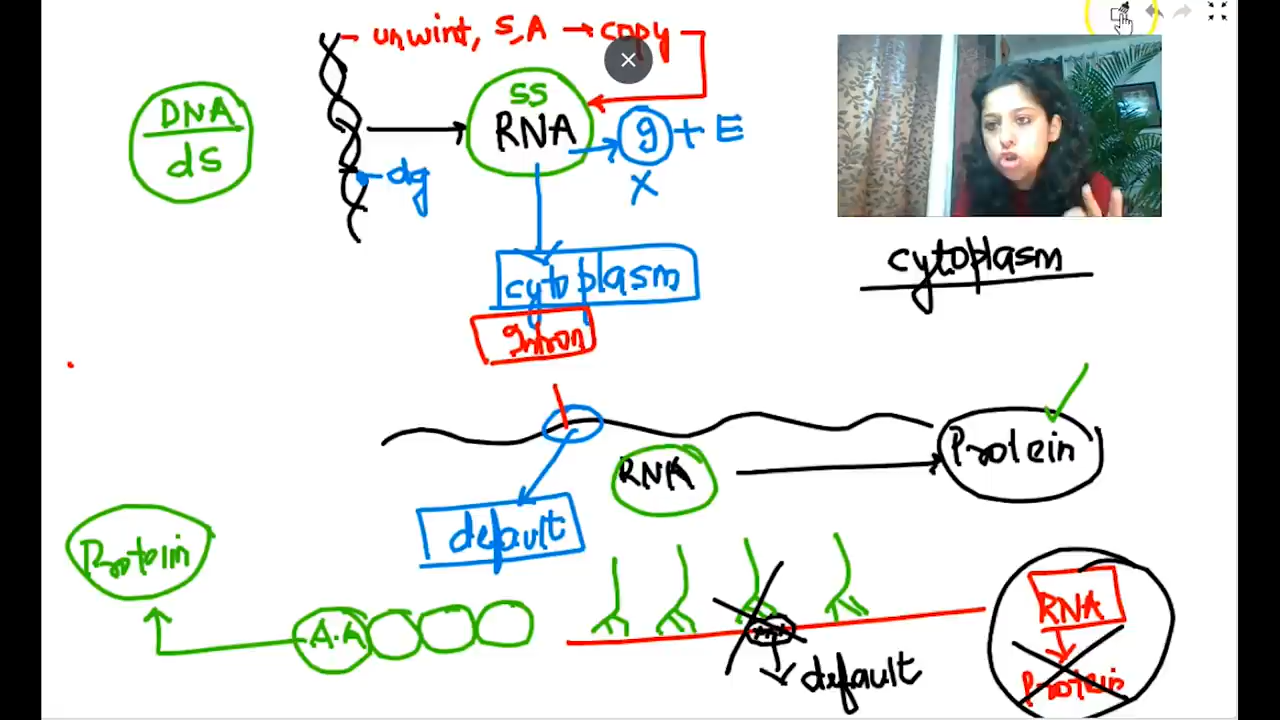 unwint, S,A → copy
DNA
ds
SS
RNA
g + E
X
dg
cytoplasm
cytoplasm
Intron
RNA
Protein
default
Protein
A.A
default
RNA
Protein